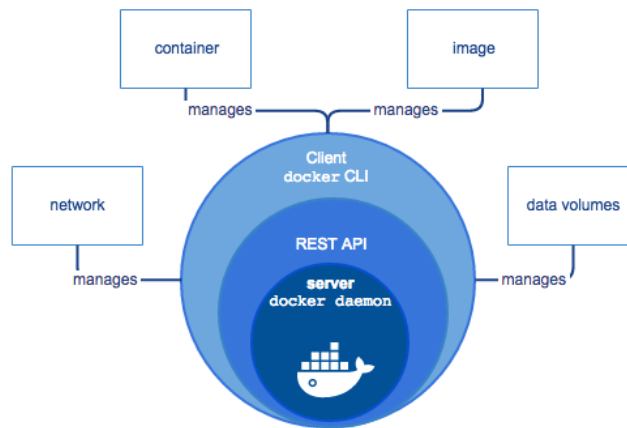 container
image
manages
manages
Client
docker CLI
network
data volumes
REST API
manages
manages
server
docker daemon